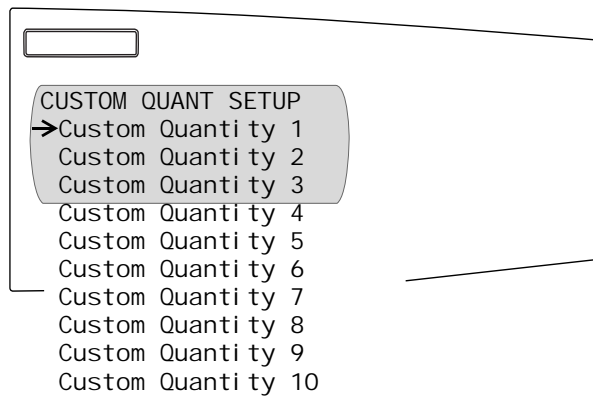 CUSTOM QUANT SETUP
Custom Quantity 1
Custom Quantity 2
Custom Quantity 3
Custom Quantity 4
Custom Quantity 5
Custom Quantity 6
Custom Quantity 7
Custom Quantity 8
Custom Quantity 9
Custom Quantity 10